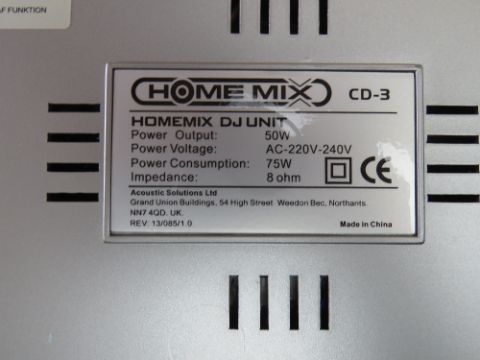 AF FUNKTION
HOME MIX CD-3
HOMEMIX DJ UNIT
Power Output: 50W
Power Voltage: AC-220V-240V
Power Consumption: 75W
Impedance: 8 ohm
CE
Acoustic Solutions Ltd
Grand Union Buildings, 54 High Street Weedon Bec, Northants.
NN7 4QD. UK.
REV: 13/085/1.0
Made in China